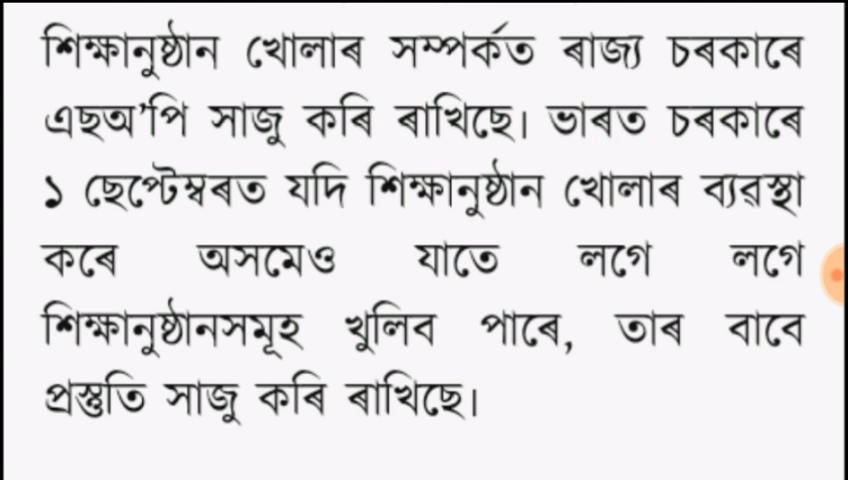 শিক্ষানুষ্ঠান খোলাৰ সম্পৰ্কত ৰাজ্য চৰকাৰে
এছঅ'পি সাজু কৰি ৰাখিছে। ভাৰত চৰকাৰে
১ ছেপ্টেম্বৰত যদি শিক্ষানুষ্ঠান খোলাৰ ব্যৱস্থা
কৰে অসমেও যাতে লগে লগে
শিক্ষানুষ্ঠানসমূহ খুলিব পাৰে, তাৰ বাবে
প্ৰস্তুতি সাজু কৰি ৰাখিছে।